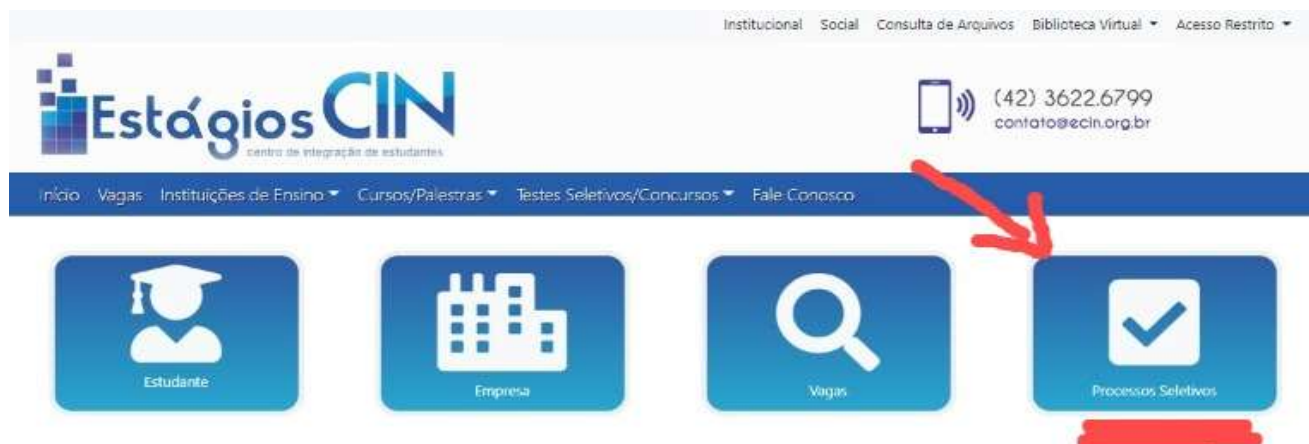 Institucional Social Consulta de Arquivos Biblioteca Virtual Acesso Restrito
Estágios CIN
centro de integração de estudantes
(42) 3622.6799
contato@ecin.org.br
Início Vagas Instituições de Ensino Cursos/Palestras Testes Seletivos/Concursos Fale Conosco
Estudante
Empresa
Vagas
Processos Seletivos